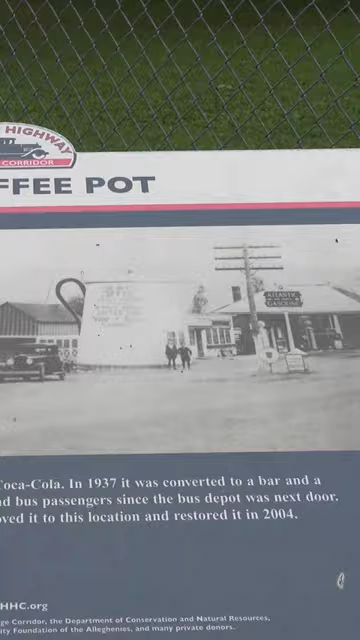 HIGHWAY
CORRIDOR
FFEE POT
ATLANTIC
GASOLINE
Coca-Cola. In 1937 it was converted to a bar and a
nd bus passengers since the bus depot was next door.
oved it to this location and restored it in 2004.
HHC.org
ge Corridor, the Department of Conservation and Natural Resources,
ity Foundation of the Alleghenies, and many private donors.